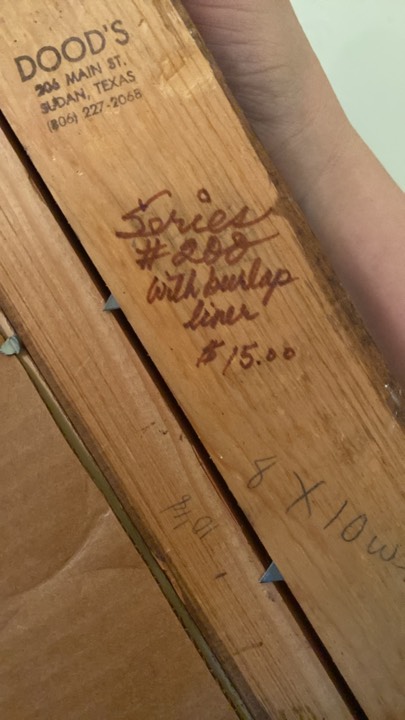 DOOD'S
206 MAIN ST.
SUDAN, TEXAS
(806) 227-2068
Series
#200
with burlap
liner
$15.00
8 X 10